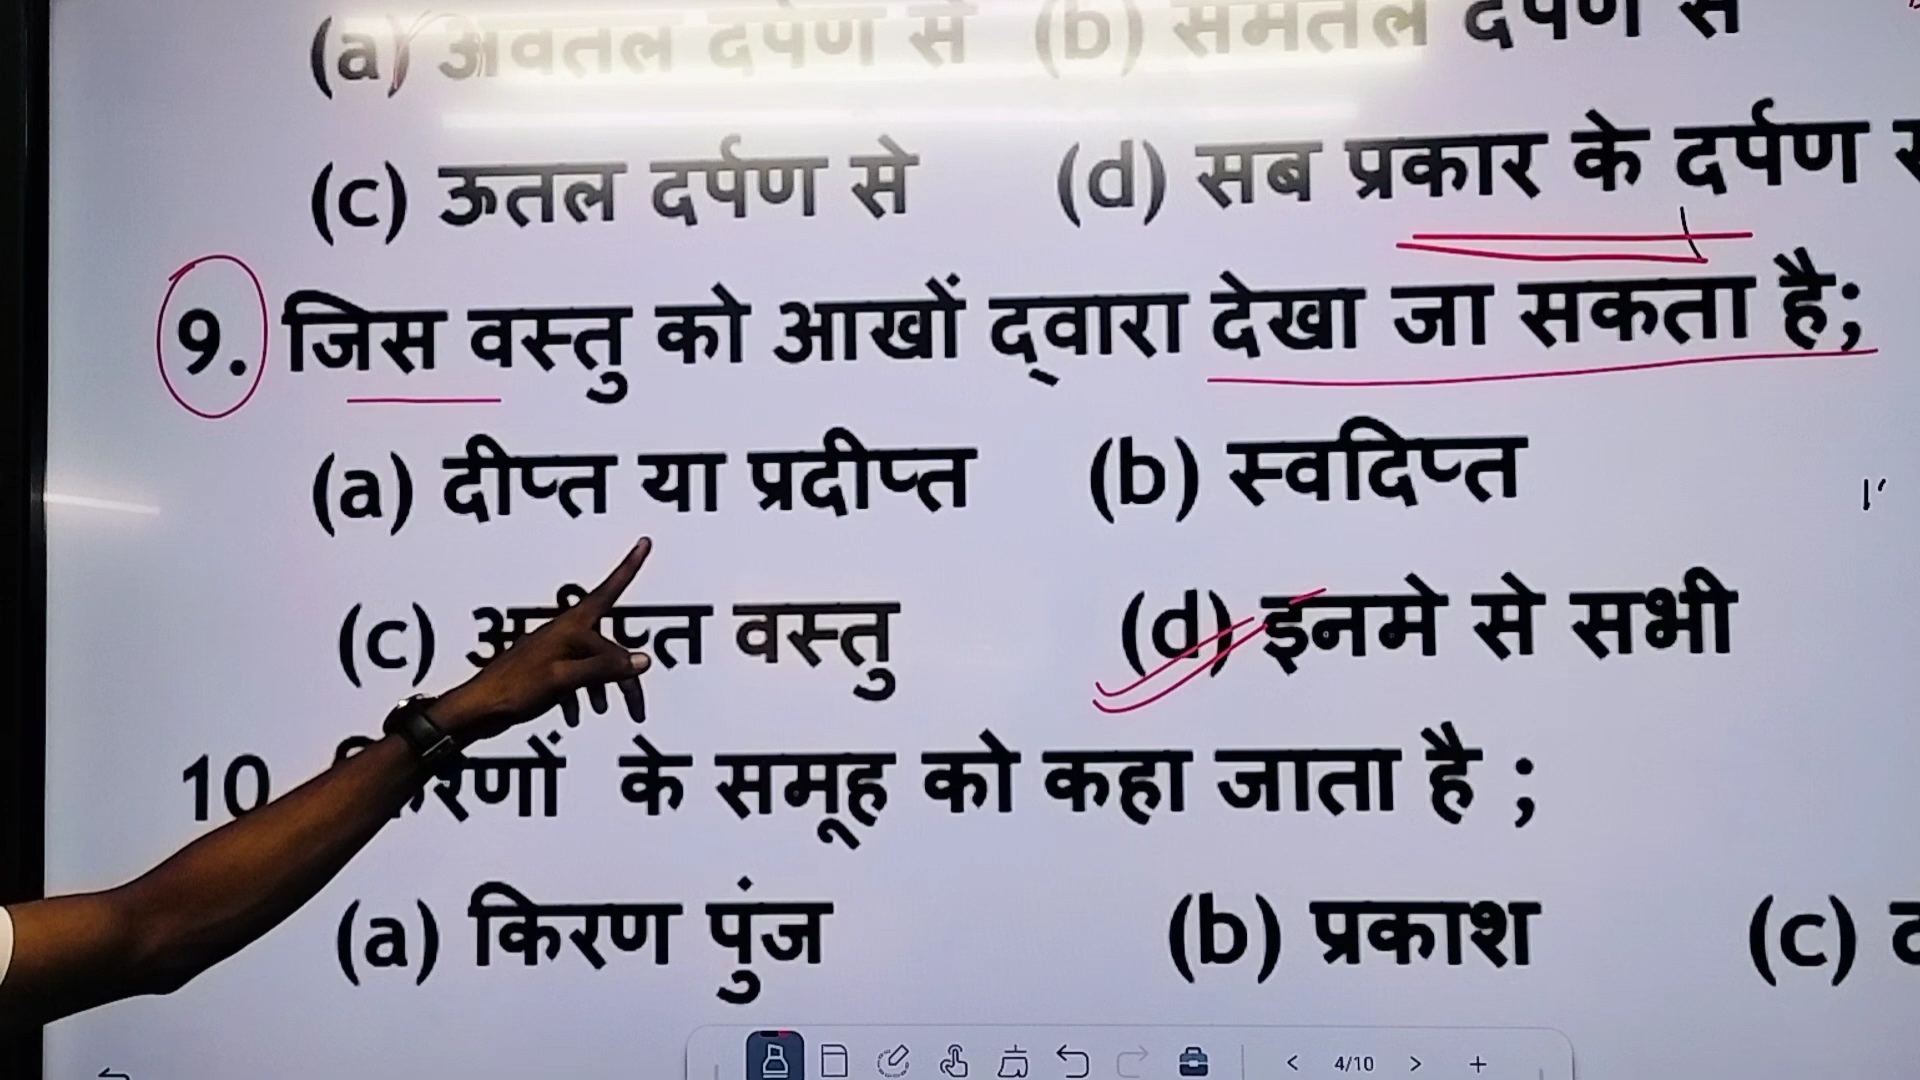 (a) अवतल दर्पण से (b) समतल दर्पण से
(c) ऊतल दर्पण से (d) सब प्रकार के दर्पण
9. जिस वस्तु को आखों द्वारा देखा जा सकता है;
(a) दीप्त या प्रदीप्त (b) स्वदिप्त
(c) वस्तु (d) इनमे से सभी
10 के समूह को कहा जाता है ;
(a) किरण पुंज (b) प्रकाश (c)
4/10